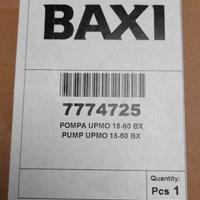 BAXI
7774725
POMPA UPMO 15-60 BX
PUMP UPMO 15-60 BX
Quantity:
Pcs 1